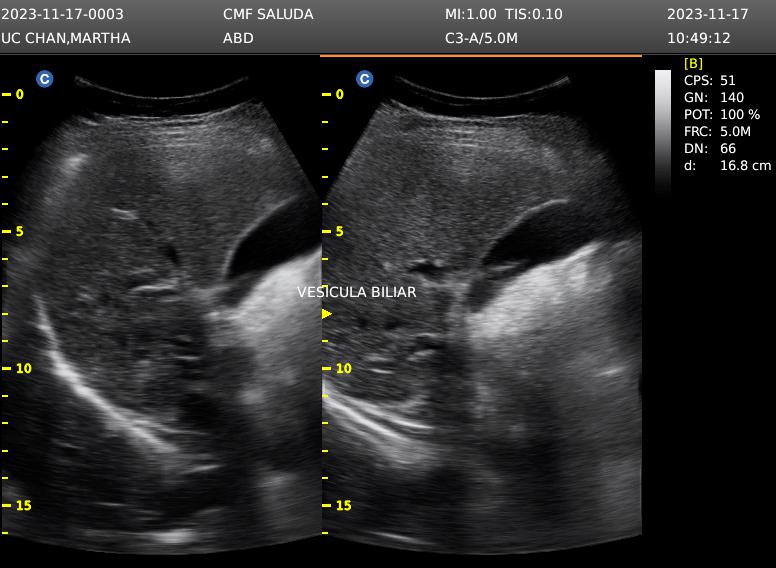 2023-11-17-0003 CMF SALUDA MI:1.00 TIS:0.10 2023-11-17
UC CHAN,MARTHA ABD C3-A/5.0M 10:49:12
C C
[B]
CPS: 51
GN: 140
POT: 100 %
FRC: 5.0M
DN: 66
d: 16.8 cm
0 0
5 5
VESICULA BILIAR
10 10
15 15